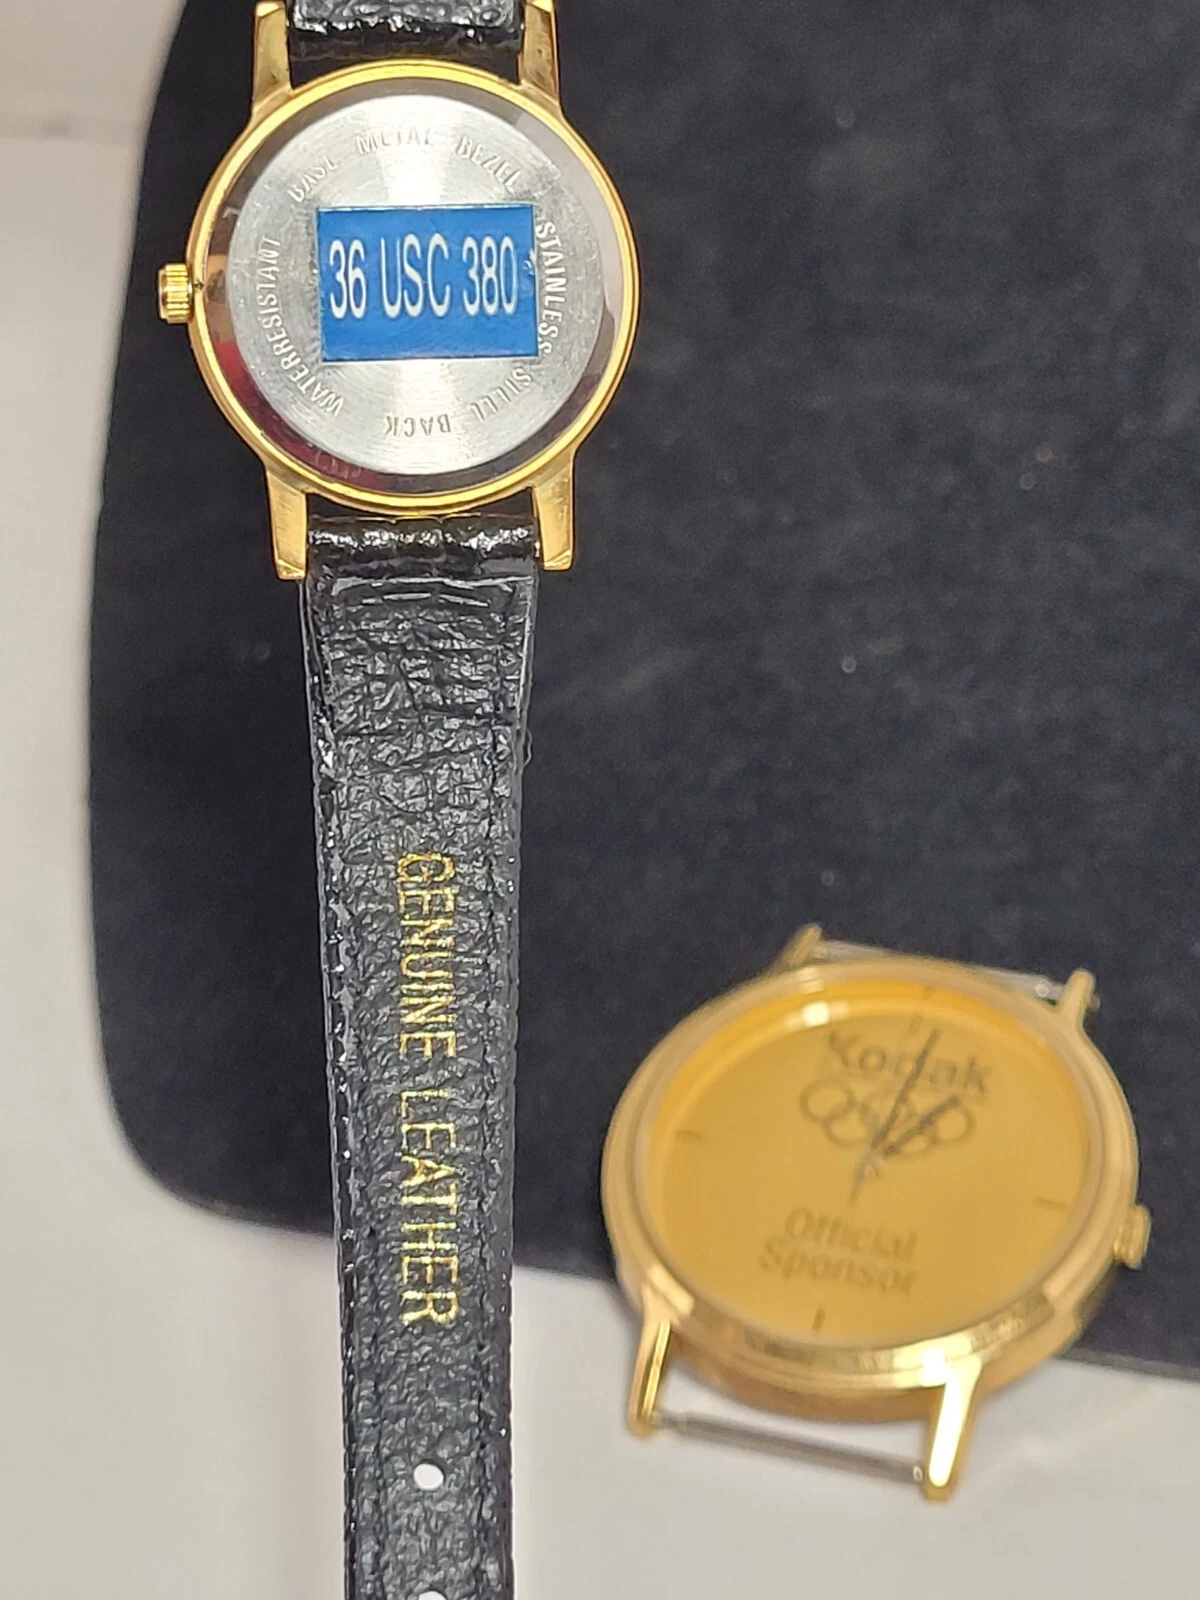 BASE METAL BEZEL
STAINLESS STEEL BACK
WATERRESISTANT
36 USC 380
GENUINE LEATHER
Kodak
Official
Sponsor